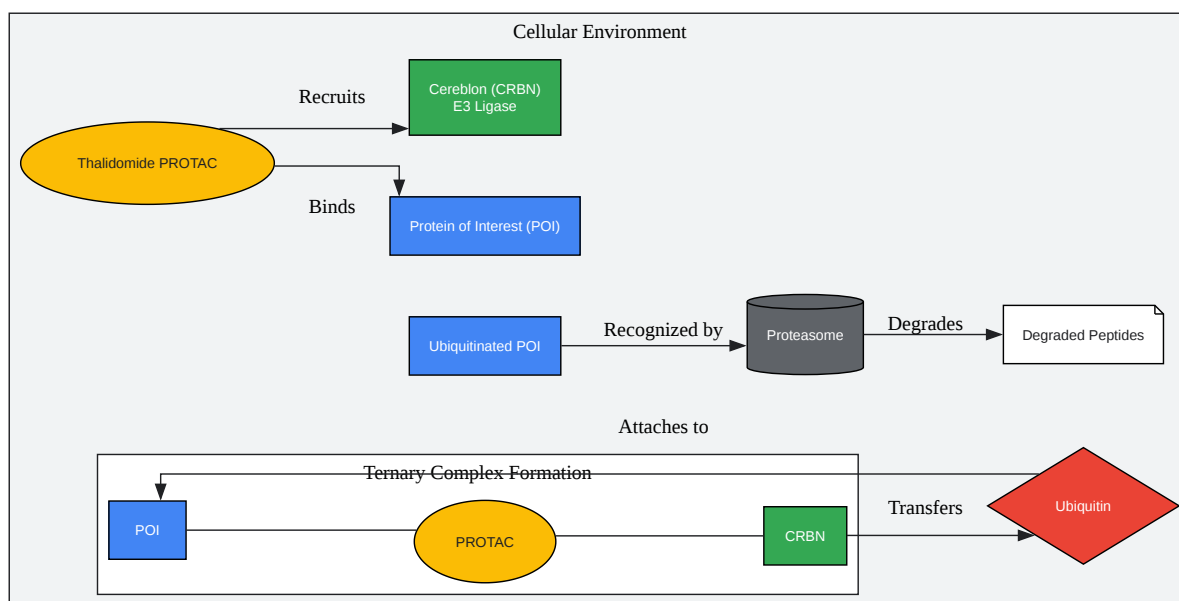 Cellular Environment
Recruits
Cereblon (CRBN)
E3 Ligase
Thalidomide PROTAC
Binds
Protein of Interest (POI)
Ubiquitinated POI
Recognized by
Proteasome
Degrades
Degraded Peptides
Attaches to
Ternary Complex Formation
POI
PROTAC
CRBN
Transfers
Ubiquitin